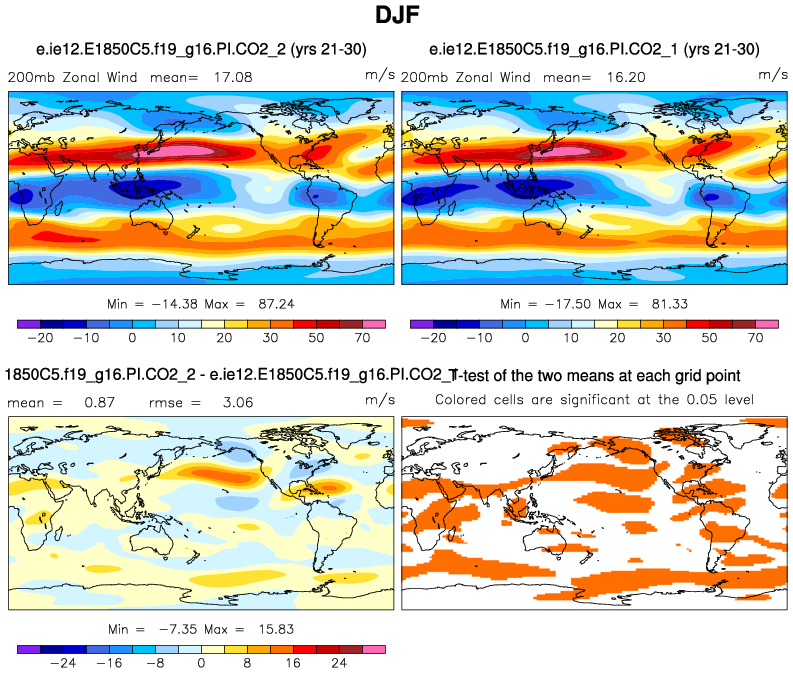 DJF
e.ie12.E1850C5.f19_g16.PI.CO2_2 (yrs 21-30)
e.ie12.E1850C5.f19_g16.PI.CO2_1 (yrs 21-30)
200mb Zonal Wind mean= 17.08 m/s
200mb Zonal Wind mean= 16.20 m/s
Min = −14.38 Max = 87.24
Min = −17.50 Max = 81.33
−20 −10 0 10 20 30 50 70
−20 −10 0 10 20 30 50 70
1850C5.f19_g16.PI.CO2_2 - e.ie12.E1850C5.f19_g16.PI.CO2_1
T-test of the two means at each grid point
mean = 0.87 rmse = 3.06 m/s
Colored cells are significant at the 0.05 level
Min = −7.35 Max = 15.83
−24 −16 −8 0 8 16 24